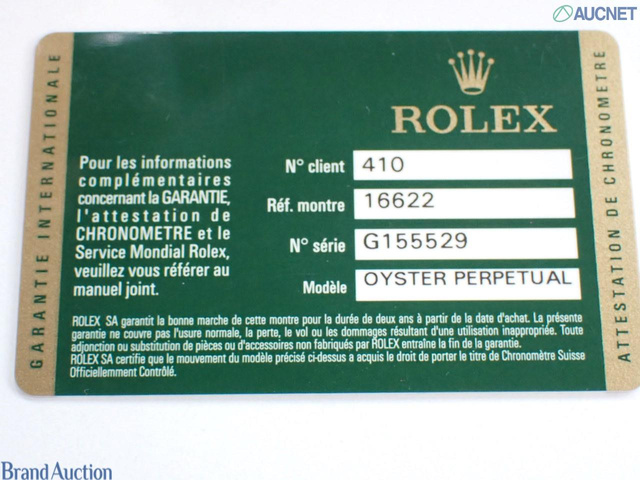 AUCNET
GARANTIE INTERNATIONALE
ROLEX
ATTESTATION DE CHRONOMETRE
Pour les informations
complémentaires
concernant la GARANTIE,
l'attestation de
CHRONOMETRE et le
Service Mondial Rolex,
veuillez vous référer au
manuel joint.
N° client 410
Réf. montre 16622
N° série G155529
Modèle OYSTER PERPETUAL
ROLEX SA garantit la bonne marche de cette montre pour la durée de deux ans à partir de la date d'achat. La présente
garantie ne couvre pas l'usure normale, la perte, le vol ou les dommages résultant d'une utilisation inappropriée. Toute
adjonction ou substitution de pièces ou d'accessoires non fabriqués par ROLEX entraîne la fin de la garantie.
ROLEX SA certifie que le mouvement du modèle précisé ci-dessus a acquis le droit de porter le titre de Chronomètre Suisse
Officiellement Contrôlé.
Brand Auction